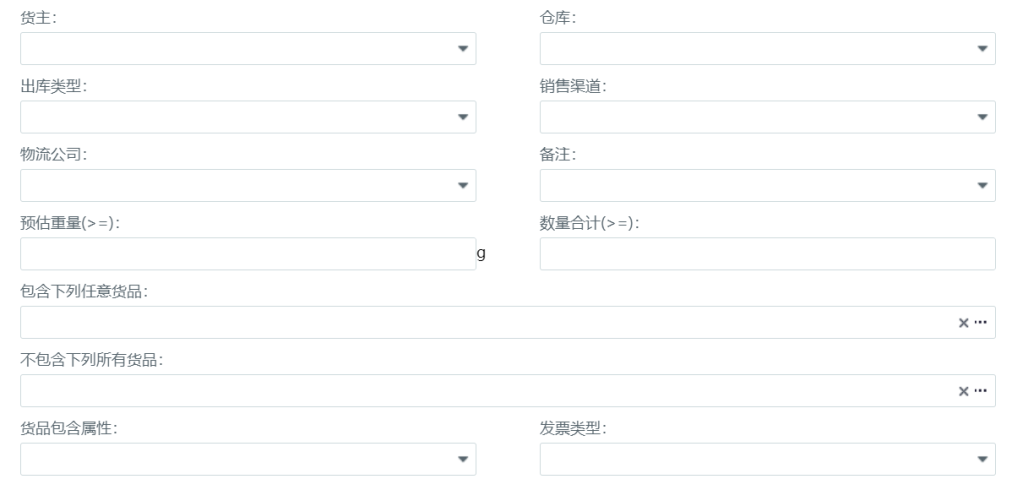 货主: 仓库:
出库类型: 销售渠道:
物流公司: 备注:
预估重量(>=): 数量合计(>=):
g
包含下列任意货品:
不包含下列所有货品:
货品包含属性: 发票类型: